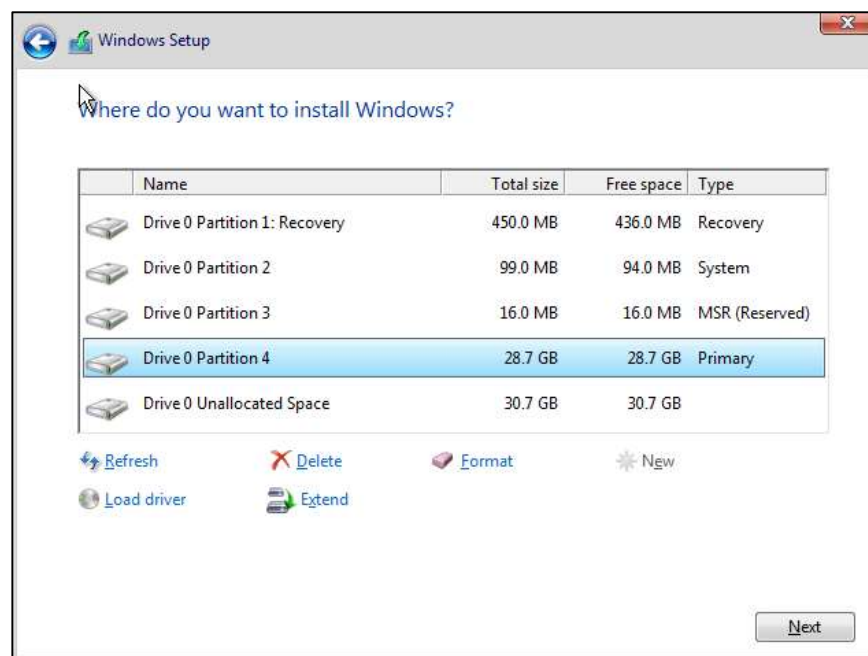 Windows Setup
Where do you want to install Windows?
Name Total size Free space Type
Drive 0 Partition 1: Recovery 450.0 MB 436.0 MB Recovery
Drive 0 Partition 2 99.0 MB 94.0 MB System
Drive 0 Partition 3 16.0 MB 16.0 MB MSR (Reserved)
Drive 0 Partition 4 28.7 GB 28.7 GB Primary
Drive 0 Unallocated Space 30.7 GB 30.7 GB
Refresh Delete Format New
Load driver Extend
Next